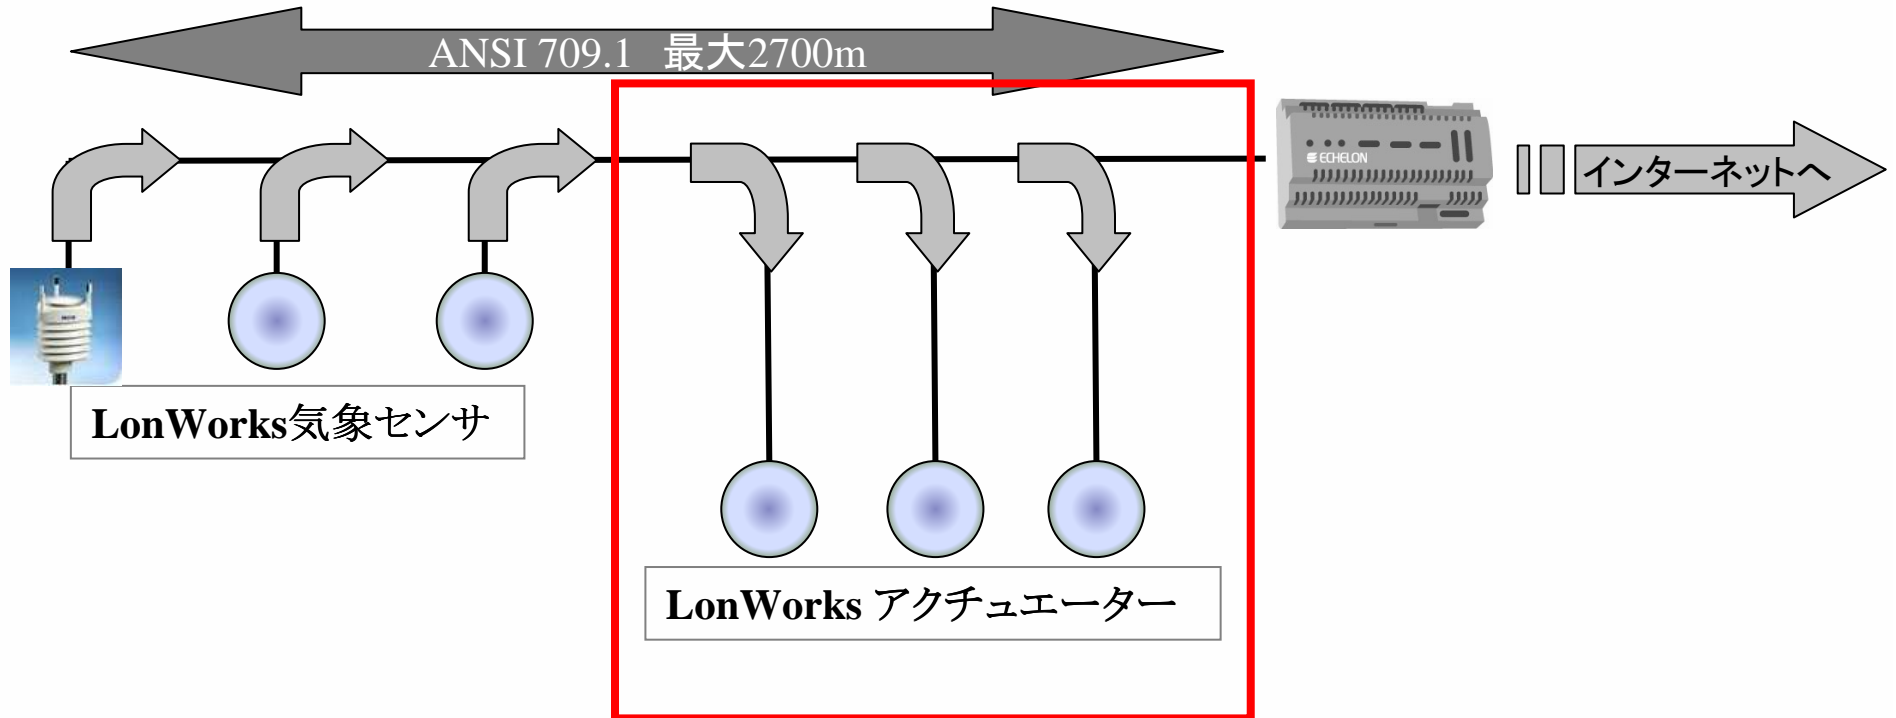 ANSI 709.1 最大2700m
ECHELON
インターネットへ
LonWorks気象センサ
LonWorks アクチュエーター